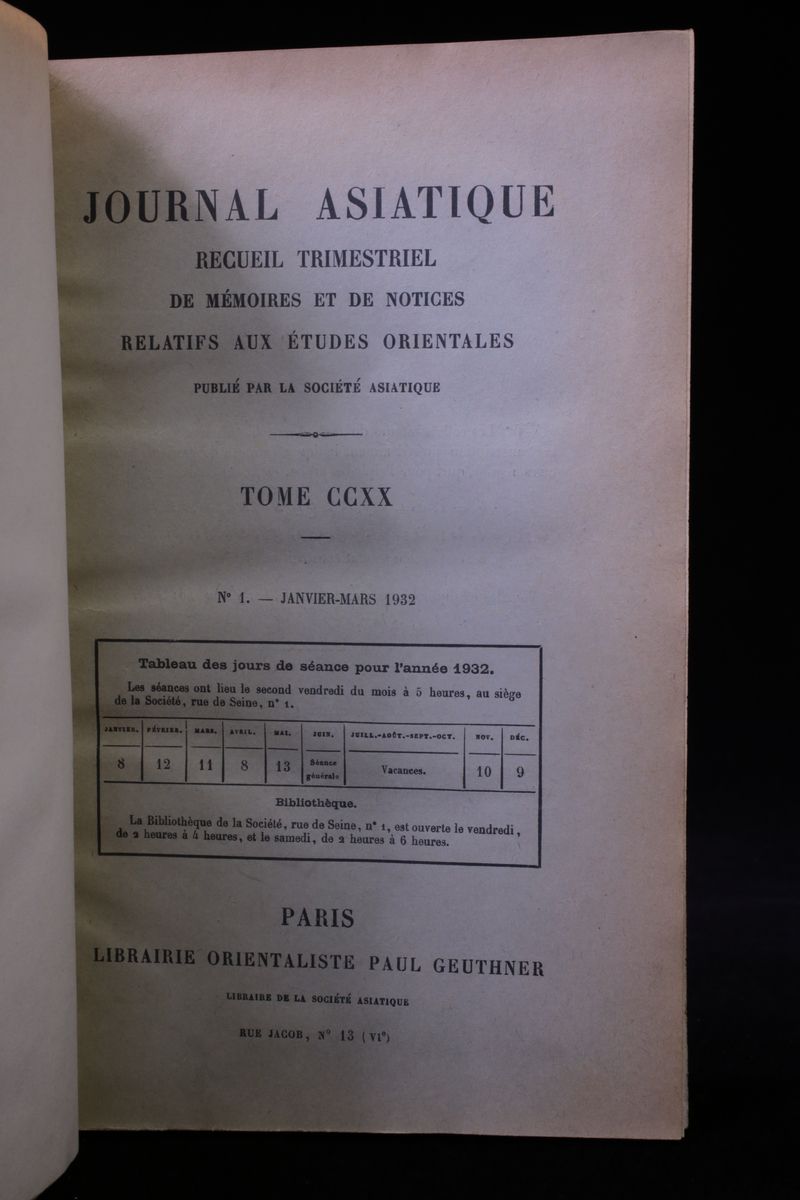 JOURNAL ASIATIQUE
RECUEIL TRIMESTRIEL
DE MÉMOIRES ET DE NOTICES
RELATIFS AUX ÉTUDES ORIENTALES
PUBLIÉ PAR LA SOCIÉTÉ ASIATIQUE
TOME CCXX
N° 1. — JANVIER-MARS 1932
Tableau des jours de séance pour l'année 1932.
Les séances ont lieu le second vendredi du mois à 5 heures, au siège
de la Société, rue de Seine, n° 1.
JANVIER. FÉVRIER. MARS. AVRIL. MAI. JUIN. JUILL.-AOÛT.-SEPT.-OCT. NOV. DÉC.
8 12 11 8 13 Séance générale Vacances. 10 9
Bibliothèque.
La Bibliothèque de la Société, rue de Seine, n° 1, est ouverte le vendredi,
de 2 heures à 4 heures, et le samedi, de 2 heures à 6 heures.
PARIS
LIBRAIRIE ORIENTALISTE PAUL GEUTHNER
LIBRAIRE DE LA SOCIÉTÉ ASIATIQUE
RUE JACOB, N° 13 (VIe)